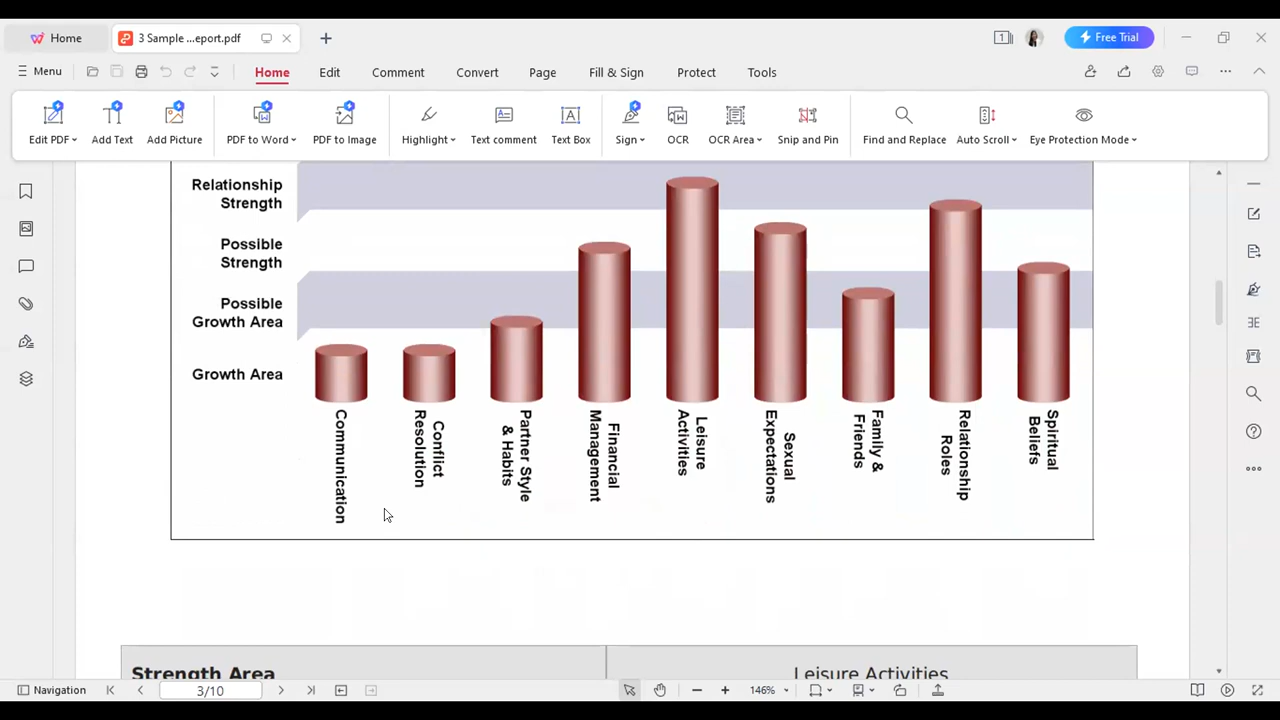 Home
3 Sample ...eport.pdf
1
Free Trial
Menu
Home
Edit
Comment
Convert
Page
Fill & Sign
Protect
Tools
Edit PDF
Add Text
Add Picture
PDF to Word
PDF to Image
Highlight
Text comment
Text Box
Sign
OCR
OCR Area
Snip and Pin
Find and Replace
Auto Scroll
Eye Protection Mode
Relationship
Strength
Possible
Strength
Possible
Growth Area
Growth Area
Communication
Conflict
Resolution
Partner Style
& Habits
Financial
Management
Leisure
Activities
Sexual
Expectations
Family &
Friends
Relationship
Roles
Spiritual
Beliefs
Strength Area
Leisure Activities
Navigation
3/10
146%